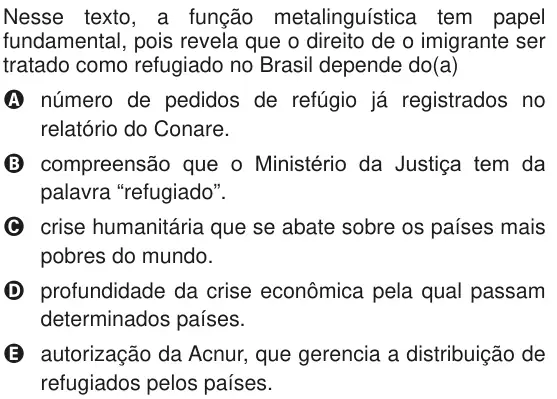 Nesse texto, a função metalinguística tem papel
fundamental, pois revela que o direito de o imigrante ser
tratado como refugiado no Brasil depende do(a)
A número de pedidos de refúgio já registrados no
relatório do Conare.
B compreensão que o Ministério da Justiça tem da
palavra “refugiado”.
C crise humanitária que se abate sobre os países mais
pobres do mundo.
D profundidade da crise econômica pela qual passam
determinados países.
E autorização da Acnur, que gerencia a distribuição de
refugiados pelos países.